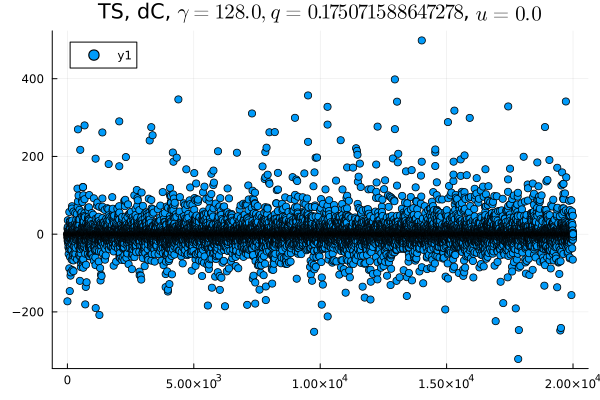 TS, dC, γ = 128.0, q = 0.175071588647278, u = 0.0
y1
400
200
0
−200
0 5.00×10³ 1.00×10⁴ 1.50×10⁴ 2.00×10⁴